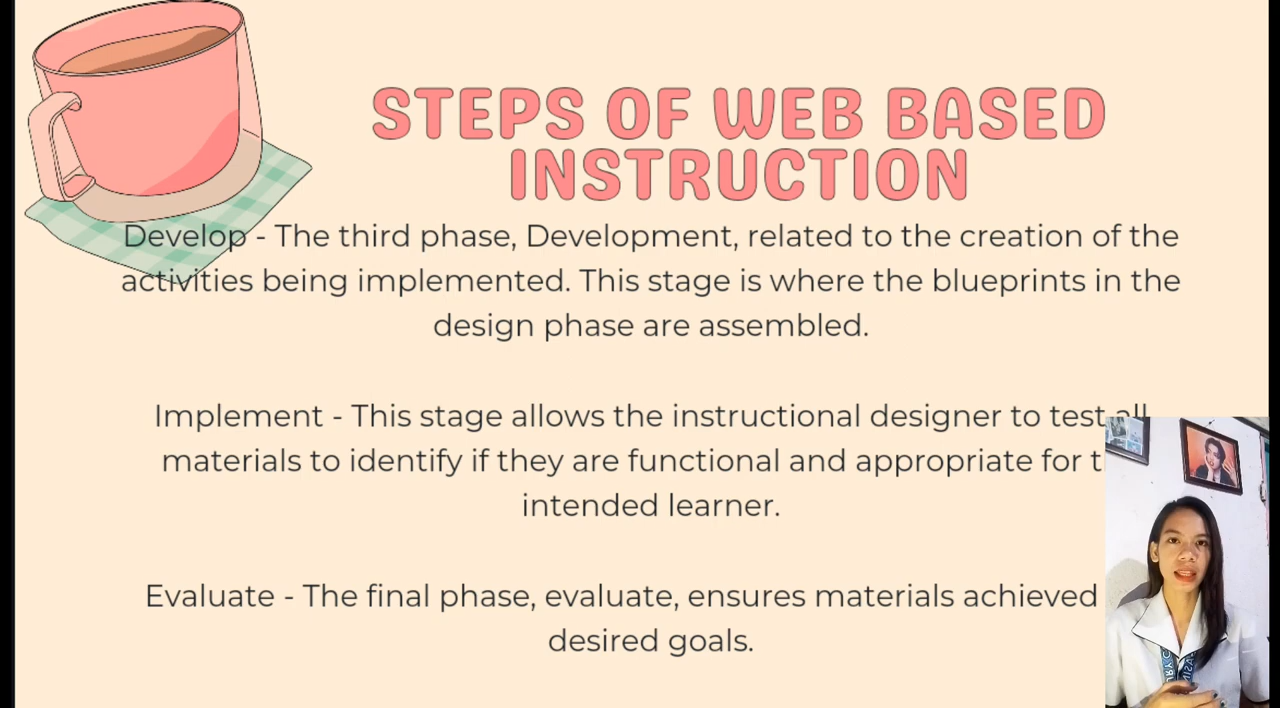 STEPS OF WEB BASED
INSTRUCTION
Develop - The third phase, Development, related to the creation of the
activities being implemented. This stage is where the blueprints in the
design phase are assembled.
Implement - This stage allows the instructional designer to test all
materials to identify if they are functional and appropriate for
intended learner.
Evaluate - The final phase, evaluate, ensures materials achieved
desired goals.